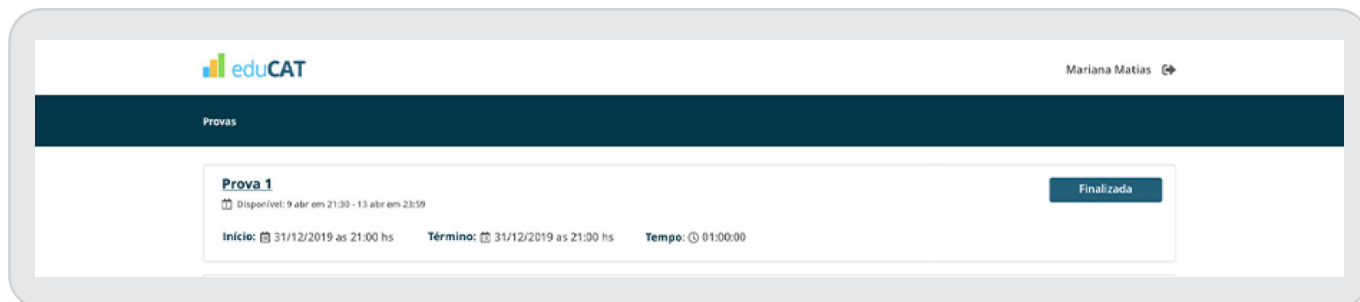 eduCAT
Mariana Matias
Provas
Prova 1
Finalizada
Disponível: 9 abr em 21:30 - 13 abr em 23:59
Início: 31/12/2019 as 21:00 hs Término: 31/12/2019 as 21:00 hs Tempo: 01:00:00